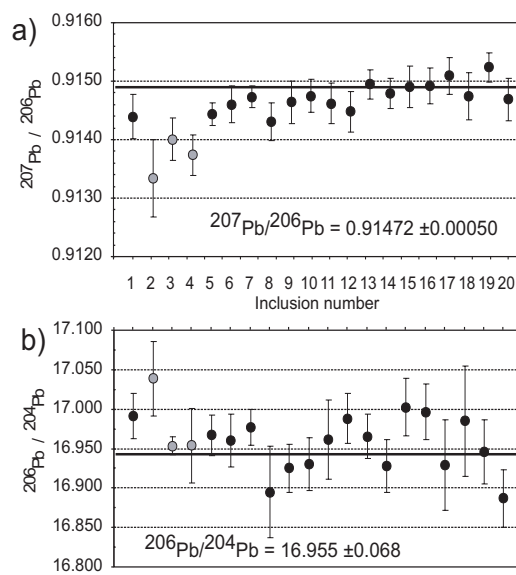 a)
0.9160
0.9150
0.9140
0.9130
0.9120
207Pb / 206Pb
207Pb/206Pb = 0.91472 ±0.00050
1 2 3 4 5 6 7 8 9 10 11 12 13 14 15 16 17 18 19 20
Inclusion number
b)
17.100
17.050
17.000
16.950
16.900
16.850
16.800
206Pb / 204Pb
206Pb/204Pb = 16.955 ±0.068